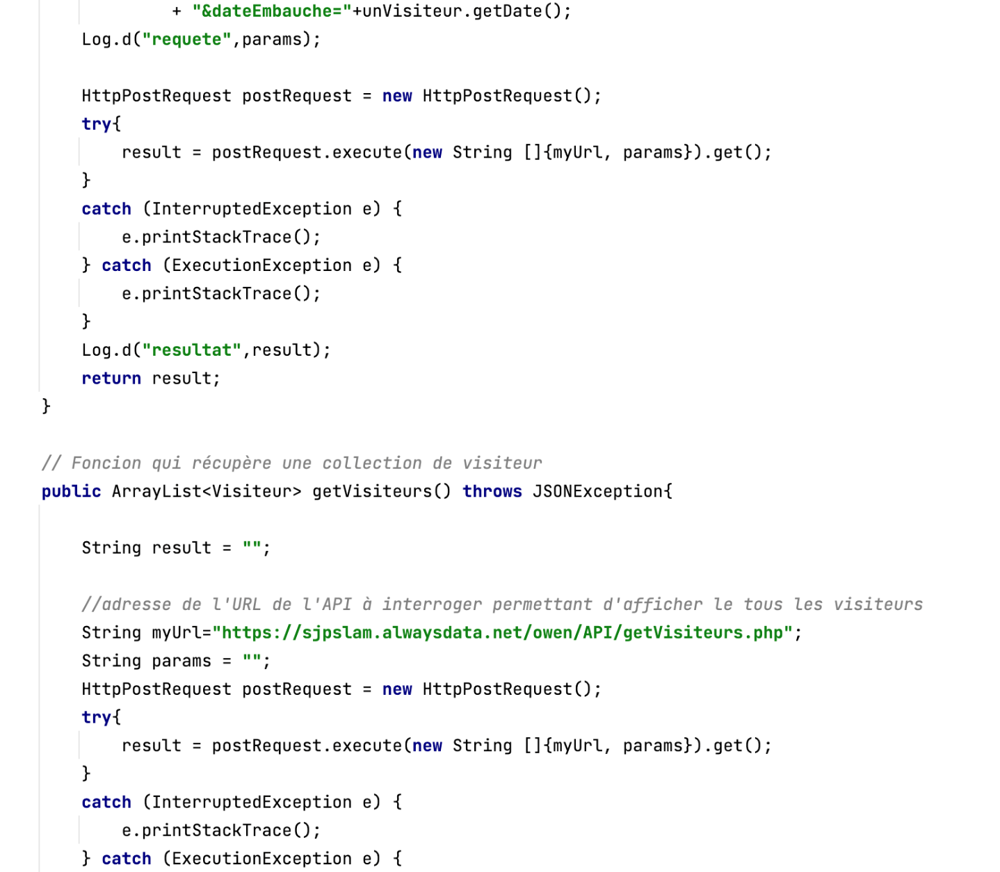 + "&dateEmbauche="+unVisiteur.getDate();
Log.d("requete",params);
HttpPostRequest postRequest = new HttpPostRequest();
try{
result = postRequest.execute(new String []{myUrl, params}).get();
}
catch (InterruptedException e) {
e.printStackTrace();
} catch (ExecutionException e) {
e.printStackTrace();
}
Log.d("resultat",result);
return result;
}
// Foncion qui récupère une collection de visiteur
public ArrayList<Visiteur> getVisiteurs() throws JSONException{
String result = "";
//adresse de l'URL de l'API à interroger permettant d'afficher le tous les visiteurs
String myUrl="https://sjpslam.alwaysdata.net/owen/API/getVisiteurs.php";
String params = "";
HttpPostRequest postRequest = new HttpPostRequest();
try{
result = postRequest.execute(new String []{myUrl, params}).get();
}
catch (InterruptedException e) {
e.printStackTrace();
} catch (ExecutionException e) {